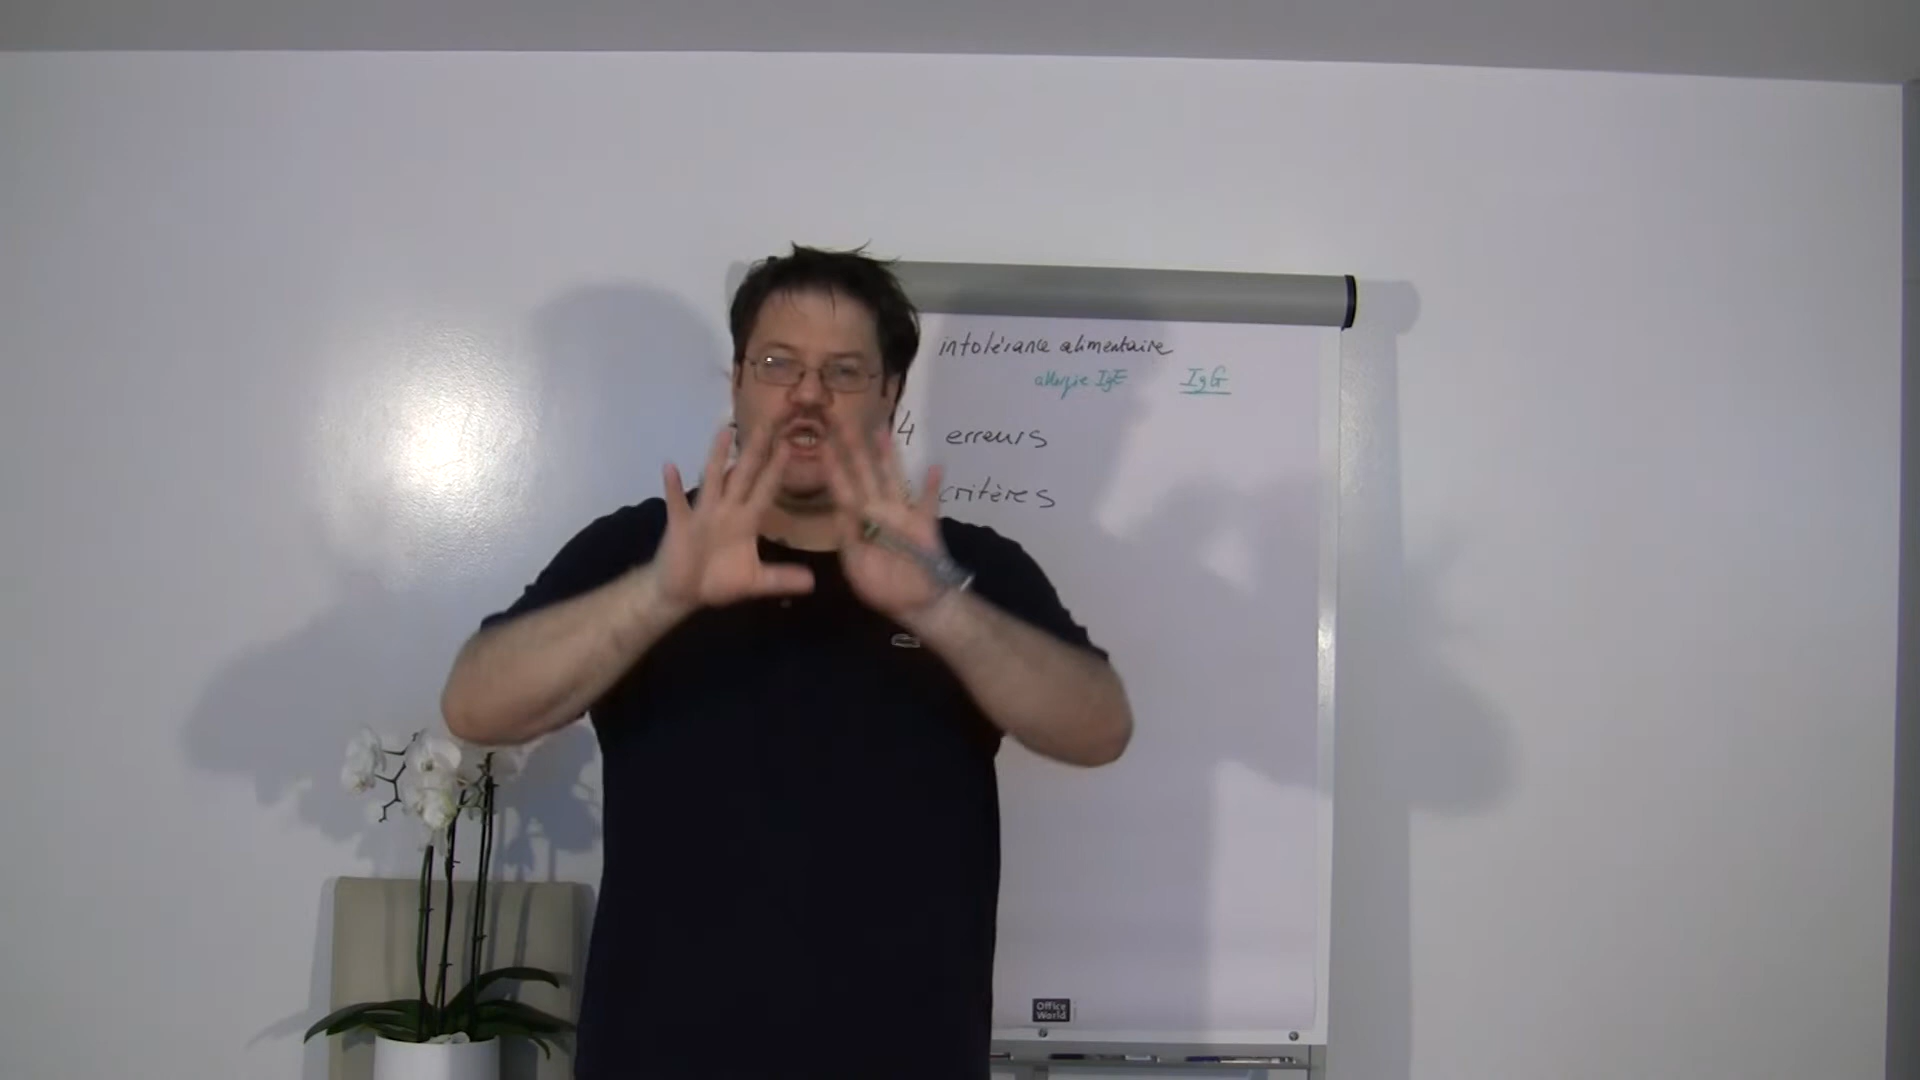 intolérance alimentaire
allergie IgE IgG
4 erreurs
critères
Office
World